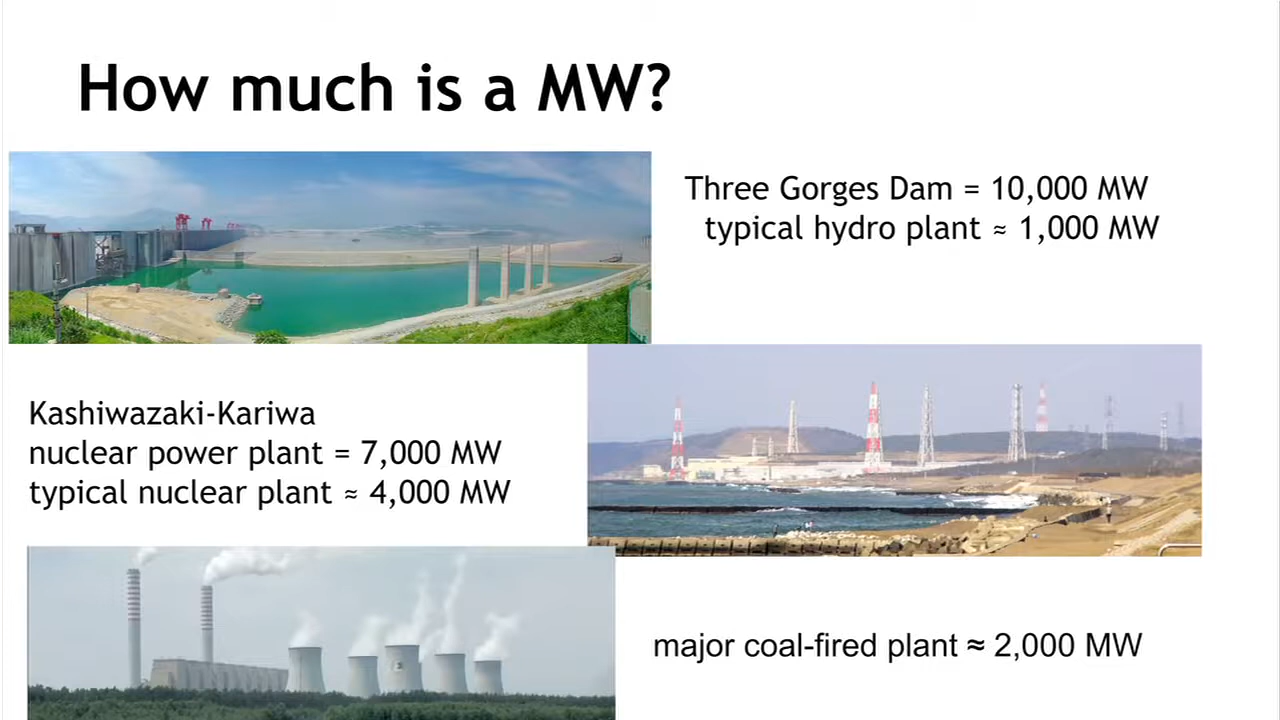 How much is a MW?
Three Gorges Dam = 10,000 MW
typical hydro plant ≈ 1,000 MW
Kashiwazaki-Kariwa
nuclear power plant = 7,000 MW
typical nuclear plant ≈ 4,000 MW
major coal-fired plant ≈ 2,000 MW